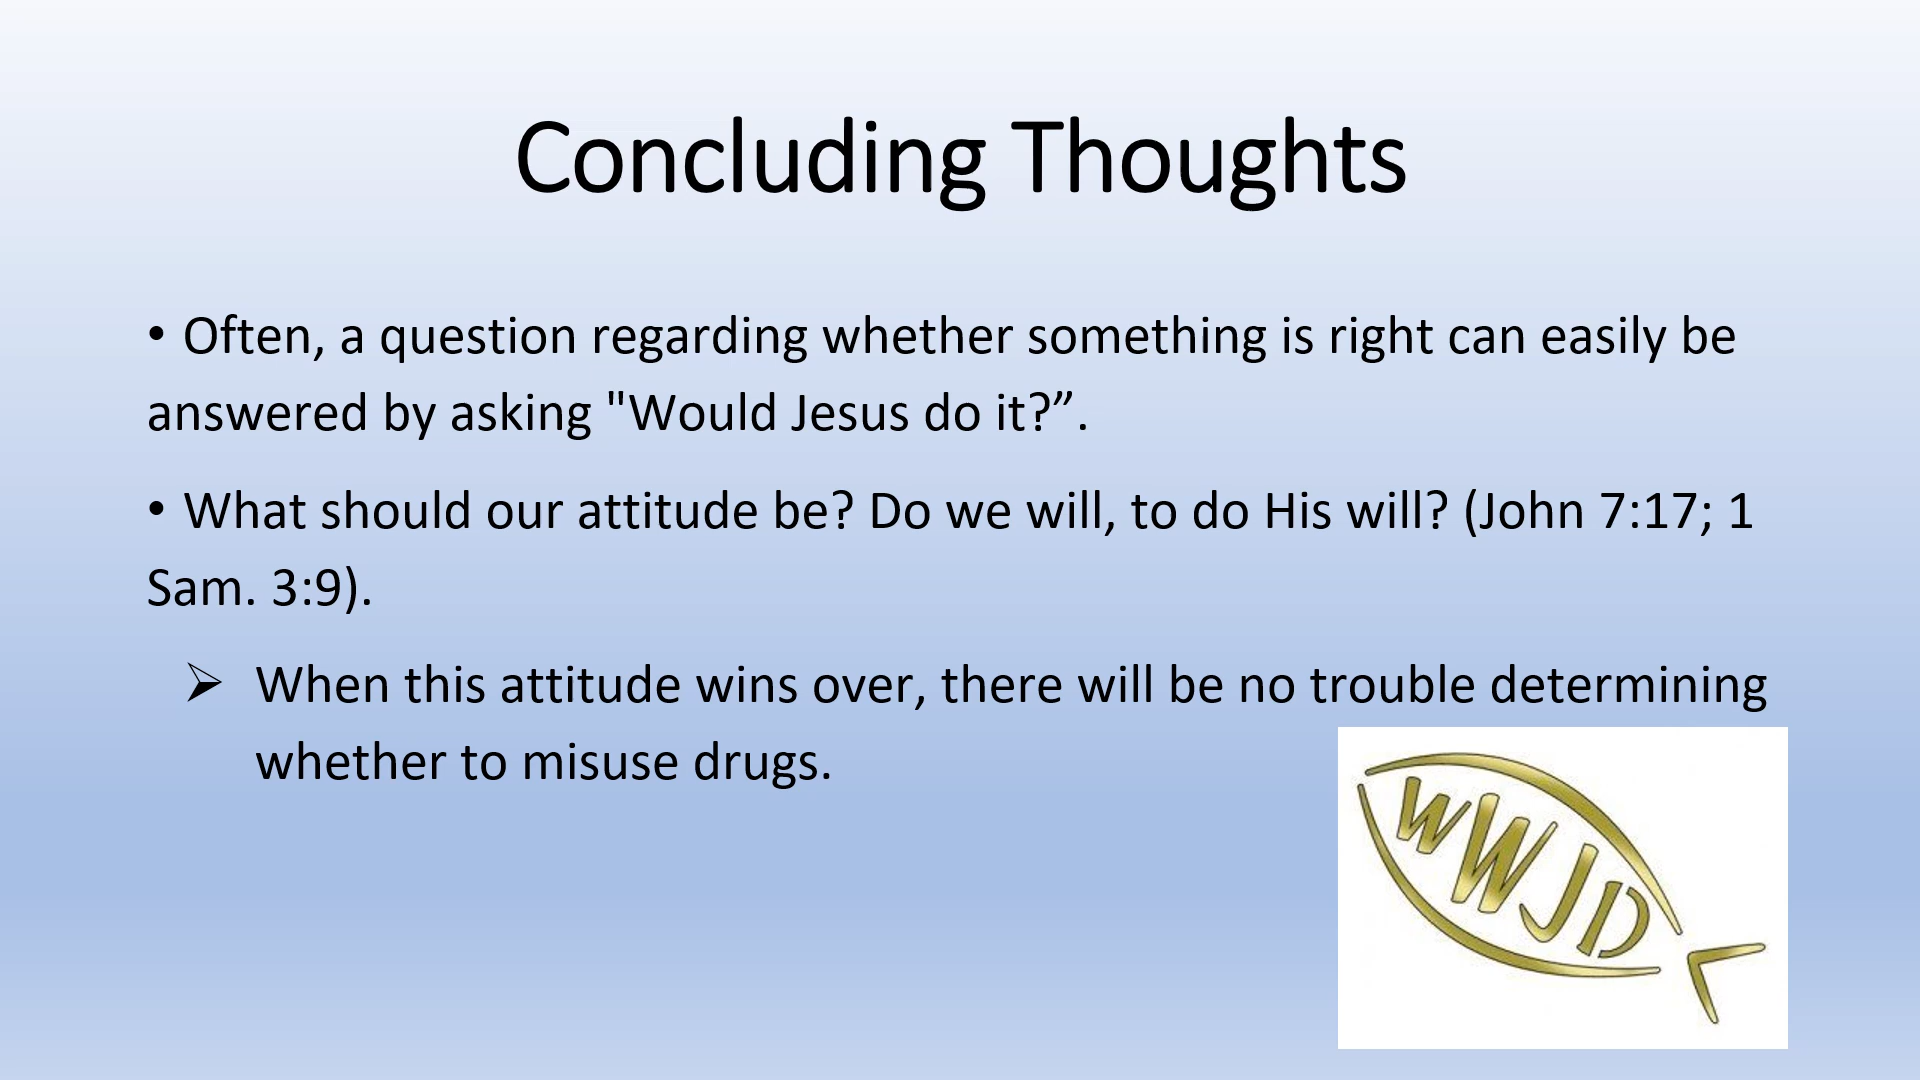 Concluding Thoughts
• Often, a question regarding whether something is right can easily be
answered by asking "Would Jesus do it?”.
• What should our attitude be? Do we will, to do His will? (John 7:17; 1
Sam. 3:9).
➢ When this attitude wins over, there will be no trouble determining
whether to misuse drugs.
WWJD